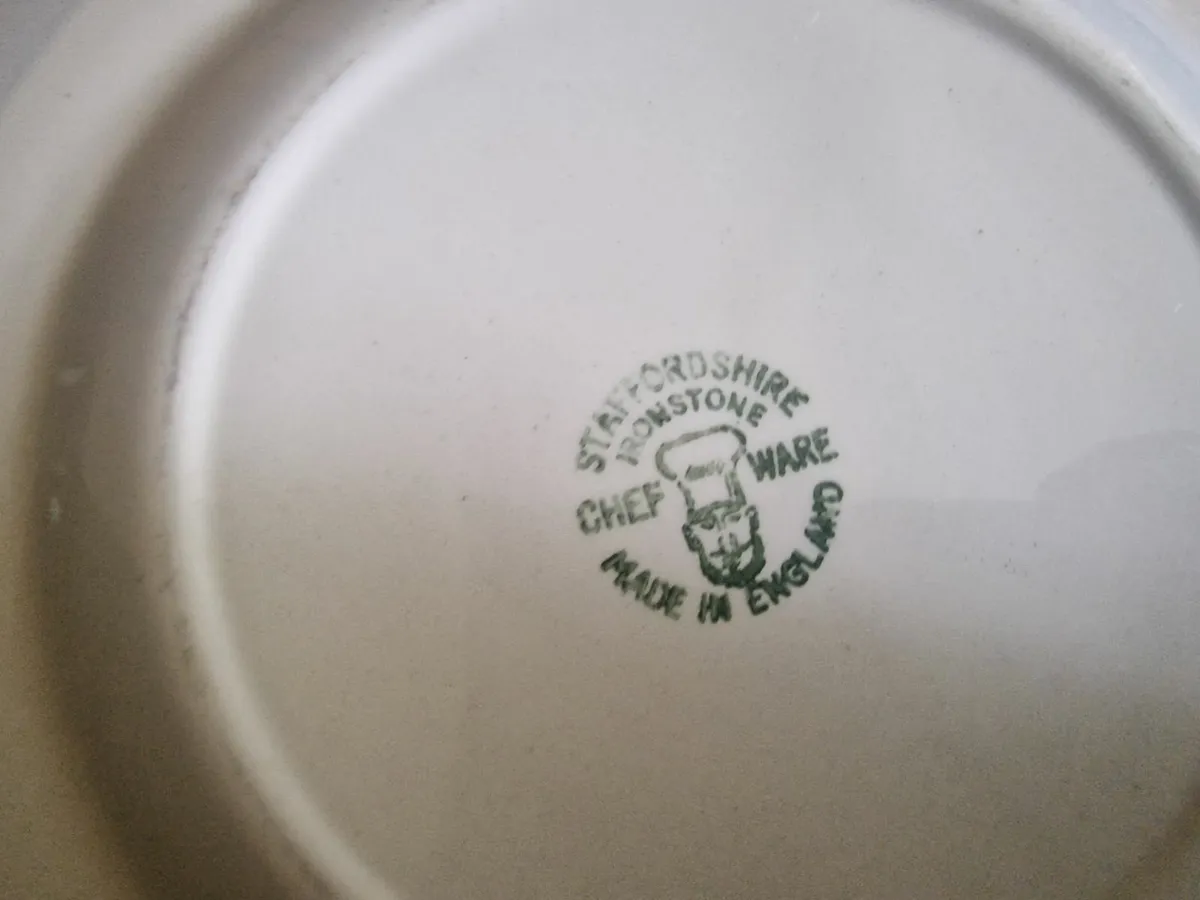 STAFFORDSHIRE
IRONSTONE
CHEF WARE
MADE IN ENGLAND